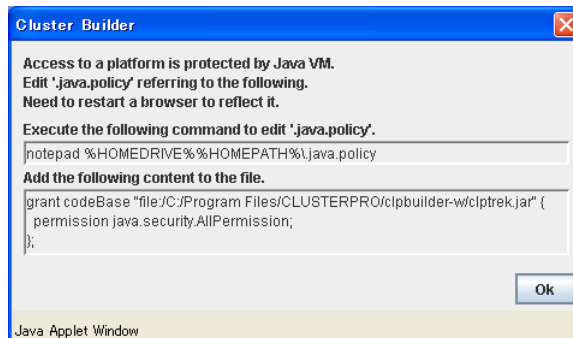 Cluster Builder
Access to a platform is protected by Java VM.
Edit '.java.policy' referring to the following.
Need to restart a browser to reflect it.
Execute the following command to edit '.java.policy'.
notepad %HOMEDRIVE%%HOMEPATH%\.java.policy
Add the following content to the file.
grant codeBase "file:/C:/Program Files/CLUSTERPRO/clpbuilder-w/clptrek.jar" {
  permission java.security.AllPermission;
};
Ok
Java Applet Window